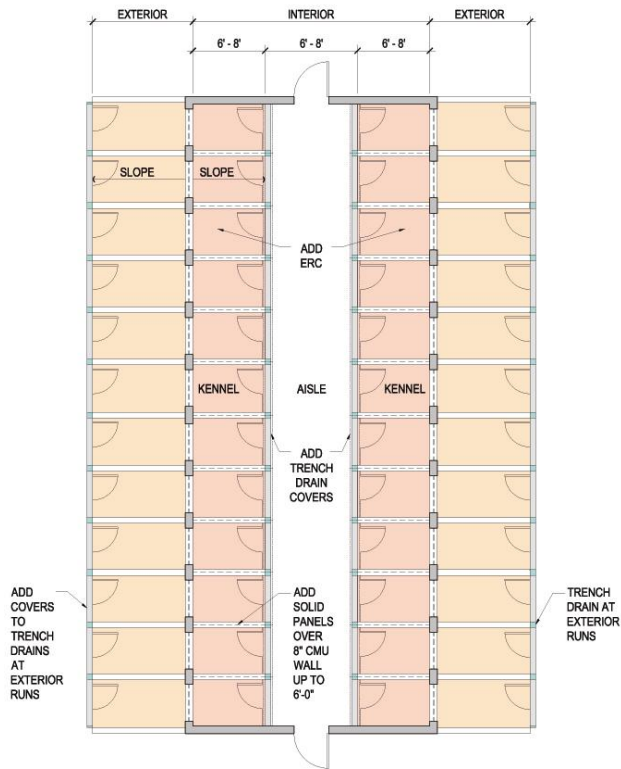 EXTERIOR
INTERIOR
EXTERIOR
6' - 8'
6' - 8'
6' - 8'
SLOPE
SLOPE
ADD
ERC
KENNEL
AISLE
KENNEL
ADD
TRENCH
DRAIN
COVERS
ADD
COVERS
TO
TRENCH
DRAINS
AT
EXTERIOR
RUNS
ADD
SOLID
PANELS
OVER
8" CMU
WALL
UP TO
6'-0"
TRENCH
DRAIN AT
EXTERIOR
RUNS